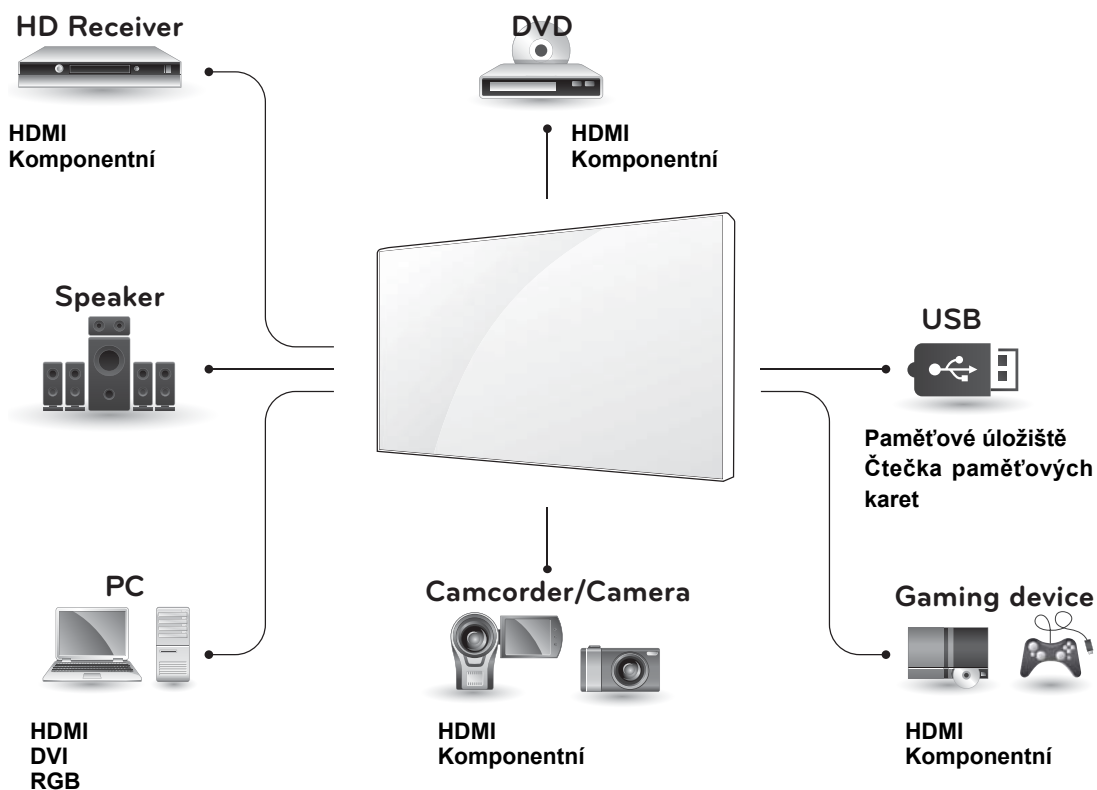 HD Receiver
HDMI
Komponentní
DVD
HDMI
Komponentní
Speaker
USB
Paměťové úložiště
Čtečka paměťových
karet
PC
HDMI
DVI
RGB
Camcorder/Camera
HDMI
Komponentní
Gaming device
HDMI
Komponentní